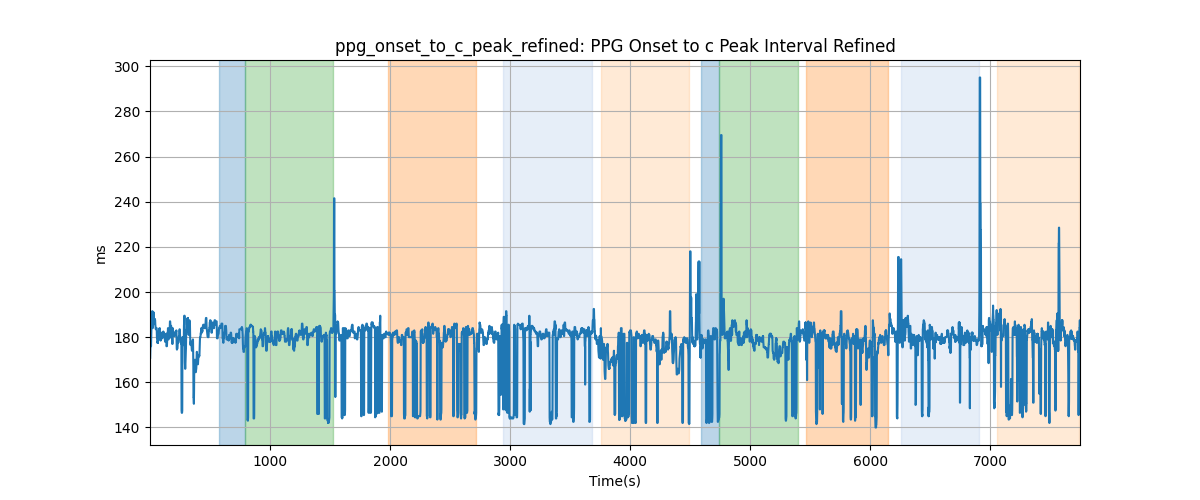 ppg_onset_to_c_peak_refined: PPG Onset to c Peak Interval Refined
300
280
260
240
220
200
180
160
140
ms
1000 2000 3000 4000 5000 6000 7000
Time(s)